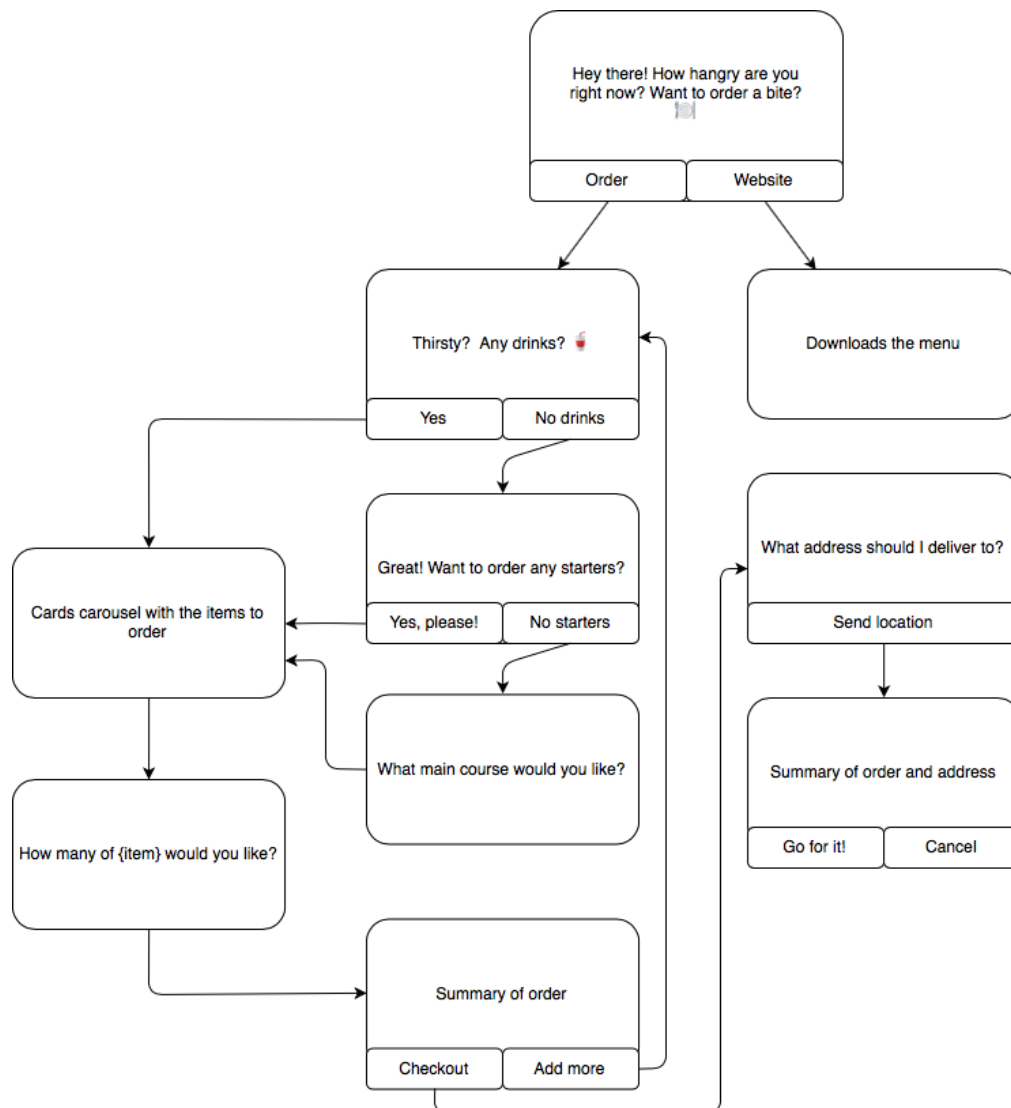 Hey there! How hangry are you
right now? Want to order a bite?
🍽
Order
Website
Thirsty?  Any drinks? 🥤
Yes
No drinks
Downloads the menu
Great! Want to order any starters?
Yes, please!
No starters
What address should I deliver to?
Send location
Cards carousel with the items to
order
What main course would you like?
Summary of order and address
Go for it!
Cancel
How many of {item} would you like?
Summary of order
Checkout
Add more